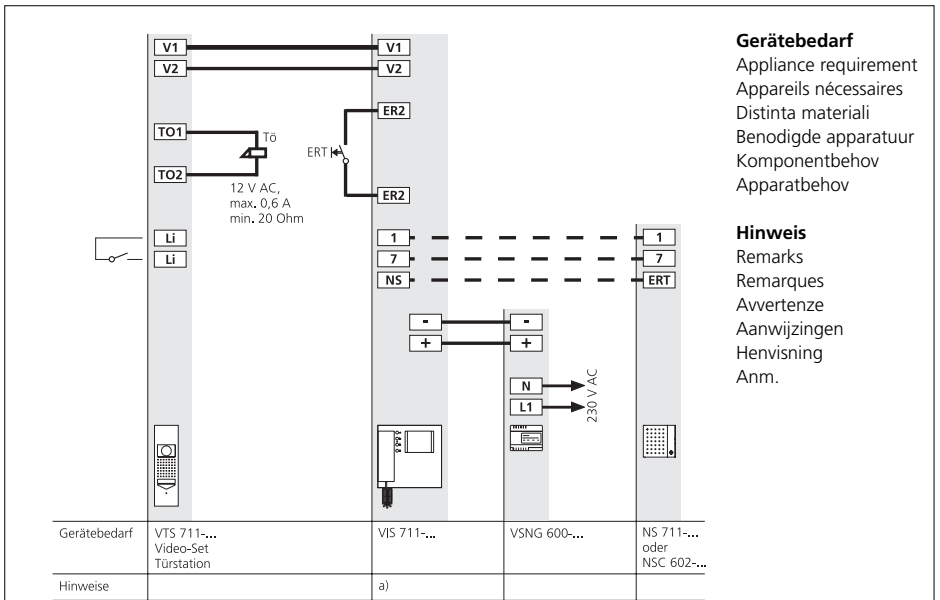 V1 V1
V2 V2
ER2
TO1 Tö
ERT
TO2
12 V AC,
max. 0,6 A
min. 20 Ohm
ER2
Li 1 1
Li 7 7
NS ERT
- -
+ +
N
L1
230 V AC
Gerätebedarf VTS 711-... VIS 711-... VSNG 600-... NS 711-...
Video-Set oder
Türstation NSC 602-...
Hinweise a)
Gerätebedarf
Appliance requirement
Appareils nécessaires
Distinta materiali
Benodigde apparatuur
Komponentbehov
Apparatbehov
Hinweis
Remarks
Remarques
Avvertenze
Aanwijzingen
Henvisning
Anm.